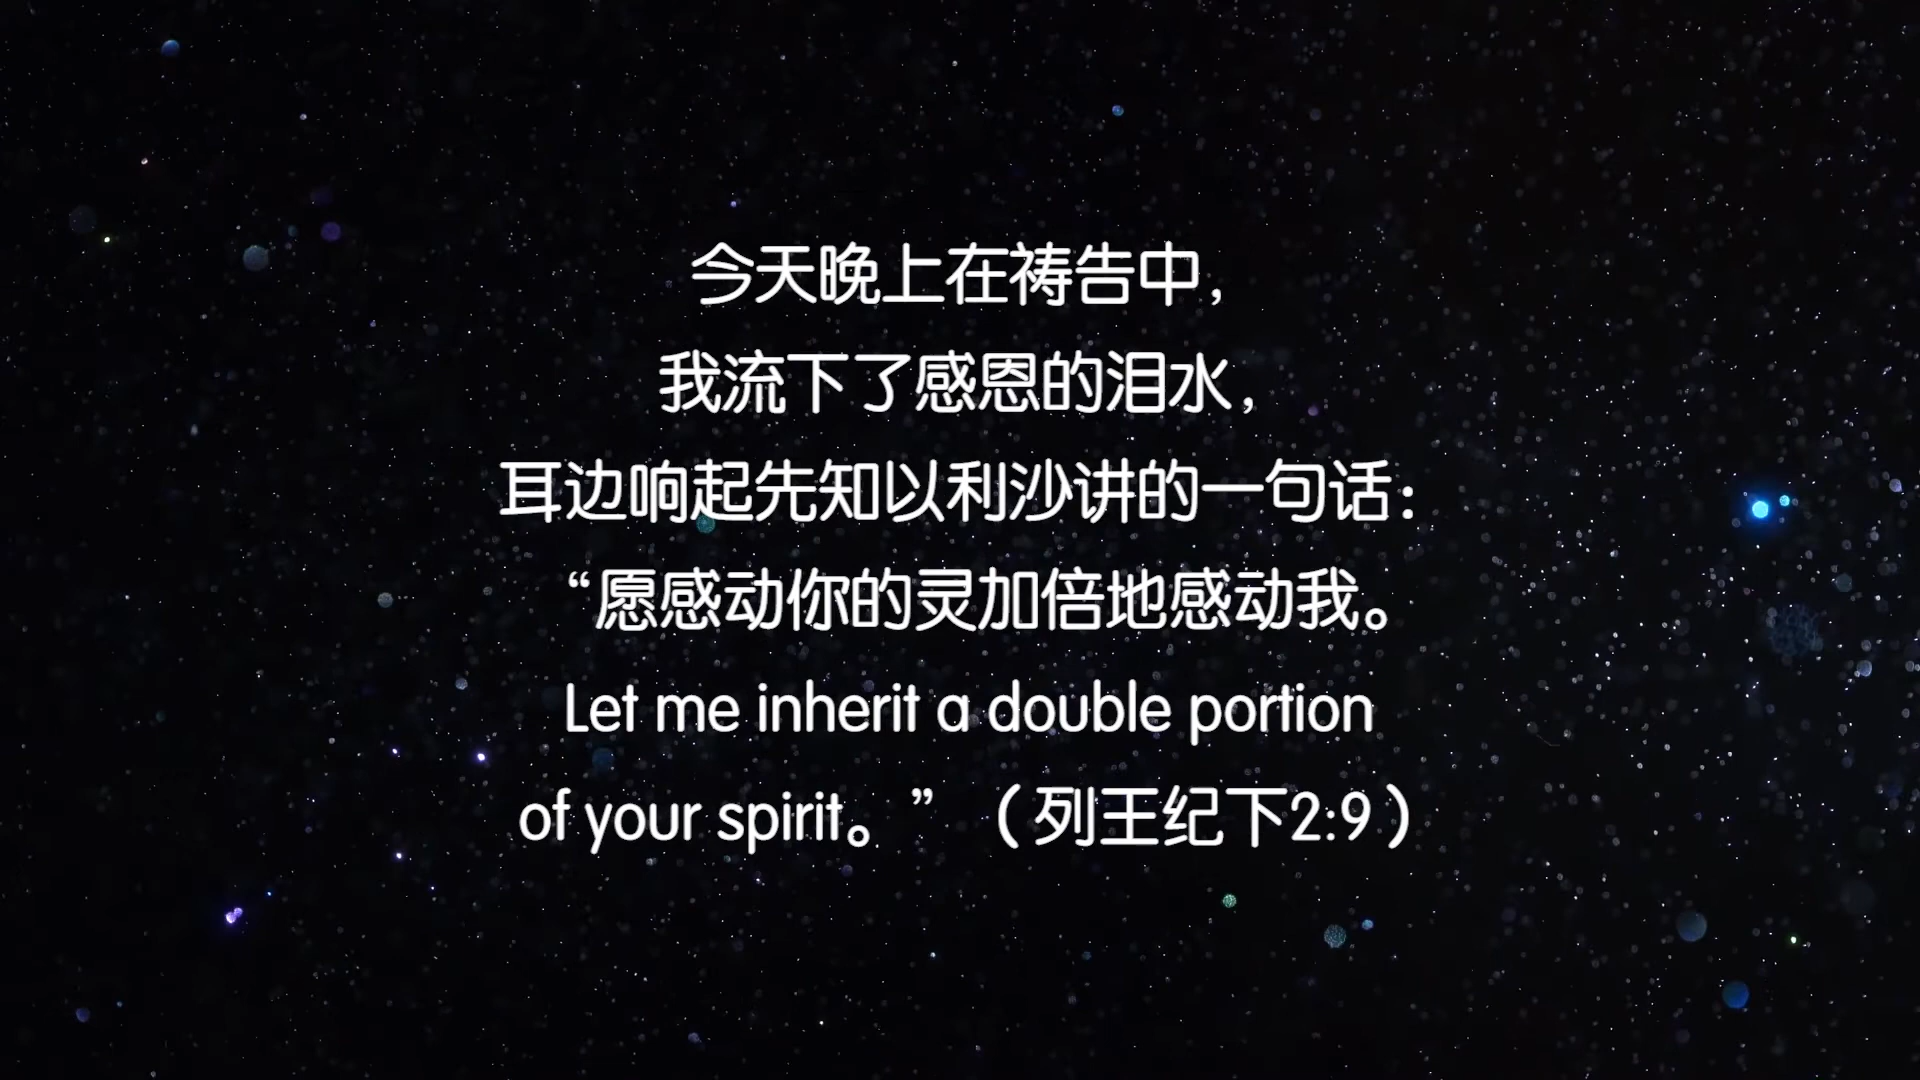 今天晚上在祷告中，
我流下了感恩的泪水，
耳边响起先知以利沙讲的一句话：
“愿感动你的灵加倍地感动我。
Let me inherit a double portion
of your spirit。”（列王纪下2:9）